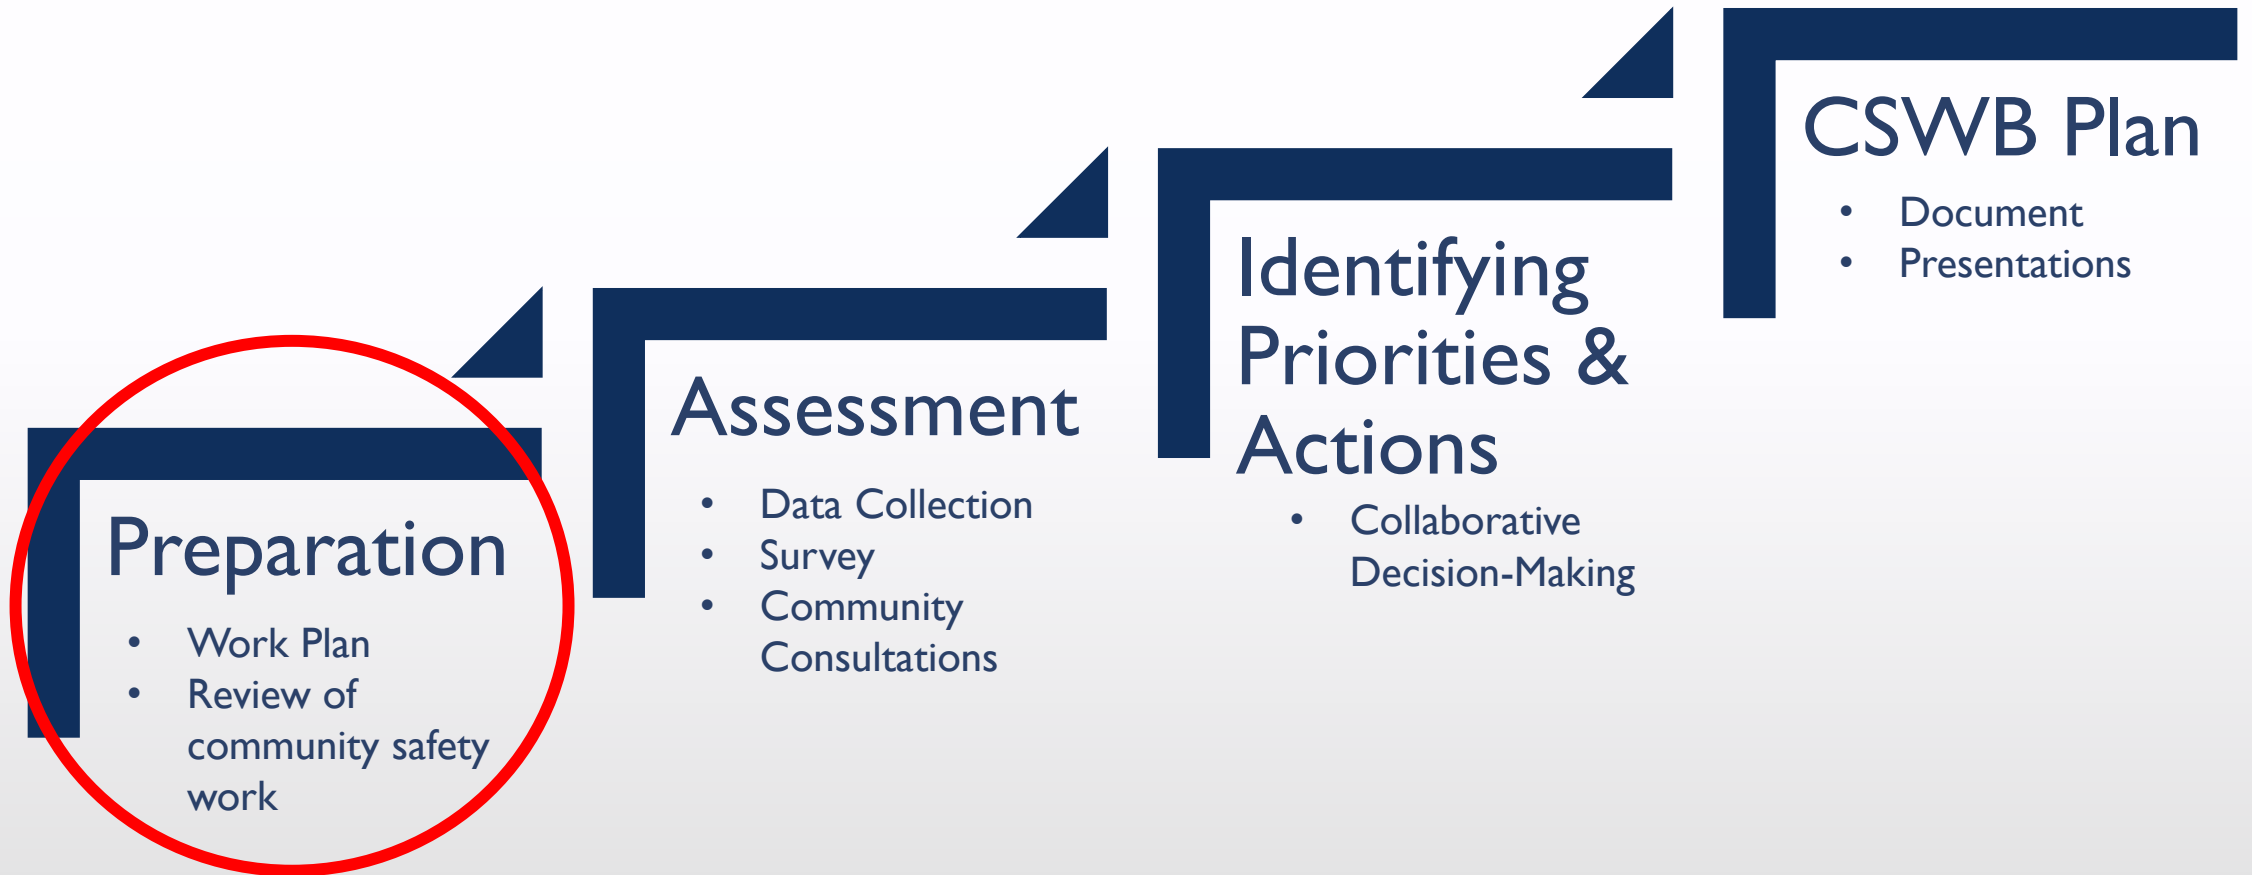 Preparation
• Work Plan
• Review of
community safety
work
Assessment
• Data Collection
• Survey
• Community
Consultations
Identifying
Priorities &
Actions
• Collaborative
Decision-Making
CSWB Plan
• Document
• Presentations